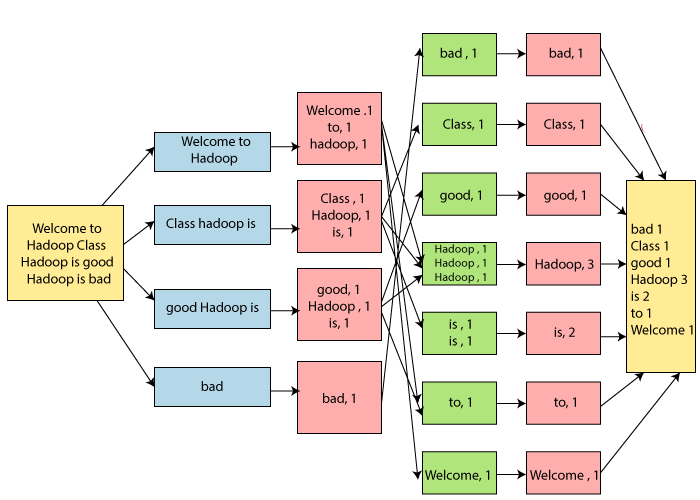 Welcome to
Hadoop Class
Hadoop is good
Hadoop is bad
Welcome to
Hadoop
Class hadoop is
good Hadoop is
bad
Welcome .1
to, 1
hadoop, 1
Class , 1
Hadoop, 1
is, 1
good, 1
Hadoop , 1
is, 1
bad, 1
bad , 1
Class, 1
good, 1
Hadoop , 1
Hadoop , 1
Hadoop , 1
is , 1
is , 1
to, 1
Welcome, 1
bad, 1
Class, 1
good, 1
Hadoop, 3
is, 2
to, 1
Welcome , 1
bad 1
Class 1
good 1
Hadoop 3
is 2
to 1
Welcome 1